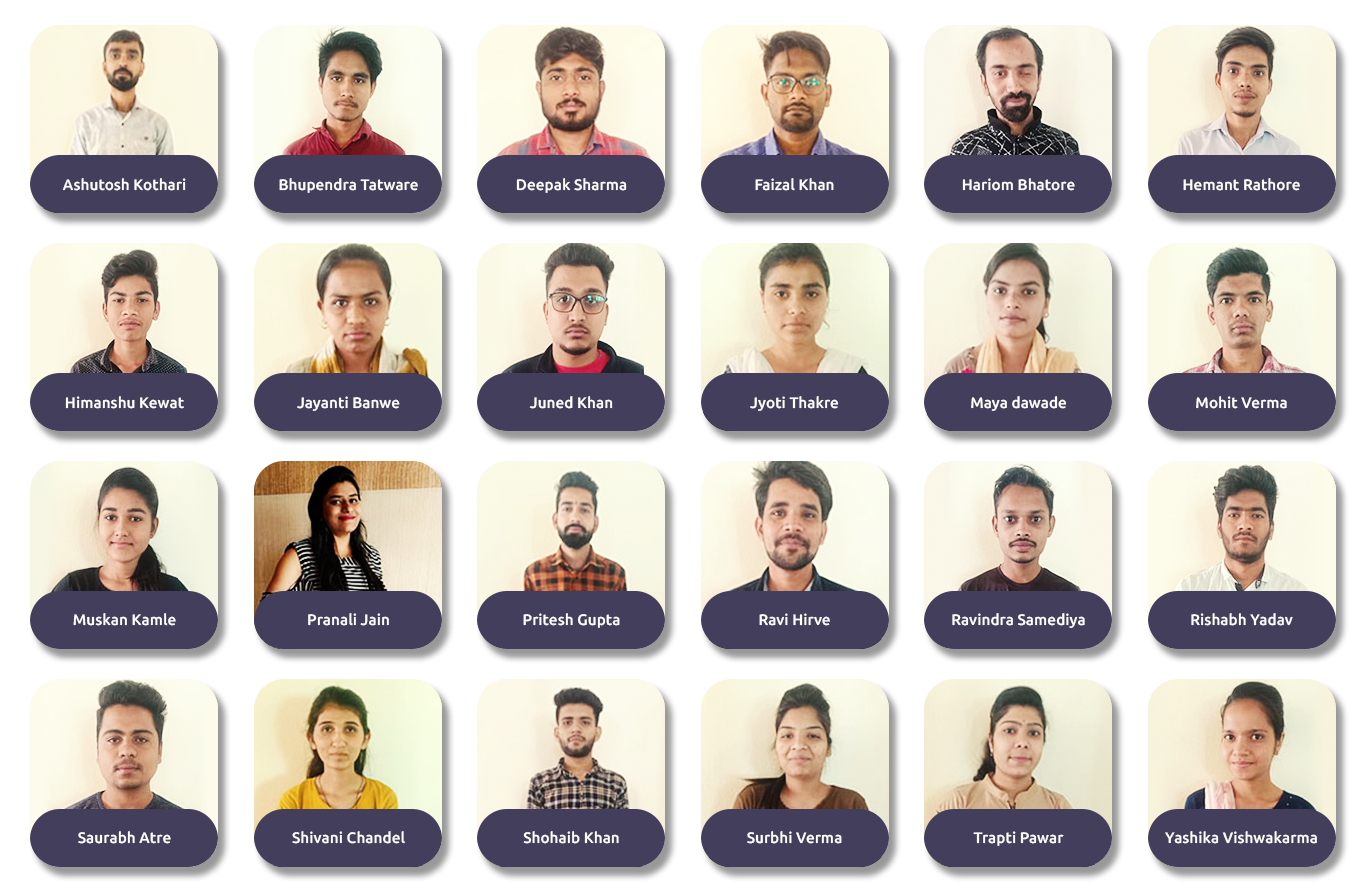 Ashutosh Kothari
Bhupendra Tatware
Deepak Sharma
Faizal Khan
Hariom Bhatore
Hemant Rathore
Himanshu Kewat
Jayanti Banwe
Juned Khan
Jyoti Thakre
Maya dawade
Mohit Verma
Muskan Kamle
Pranali Jain
Pritesh Gupta
Ravi Hirve
Ravindra Samediya
Rishabh Yadav
Saurabh Atre
Shivani Chandel
Shohaib Khan
Surbhi Verma
Trapti Pawar
Yashika Vishwakarma